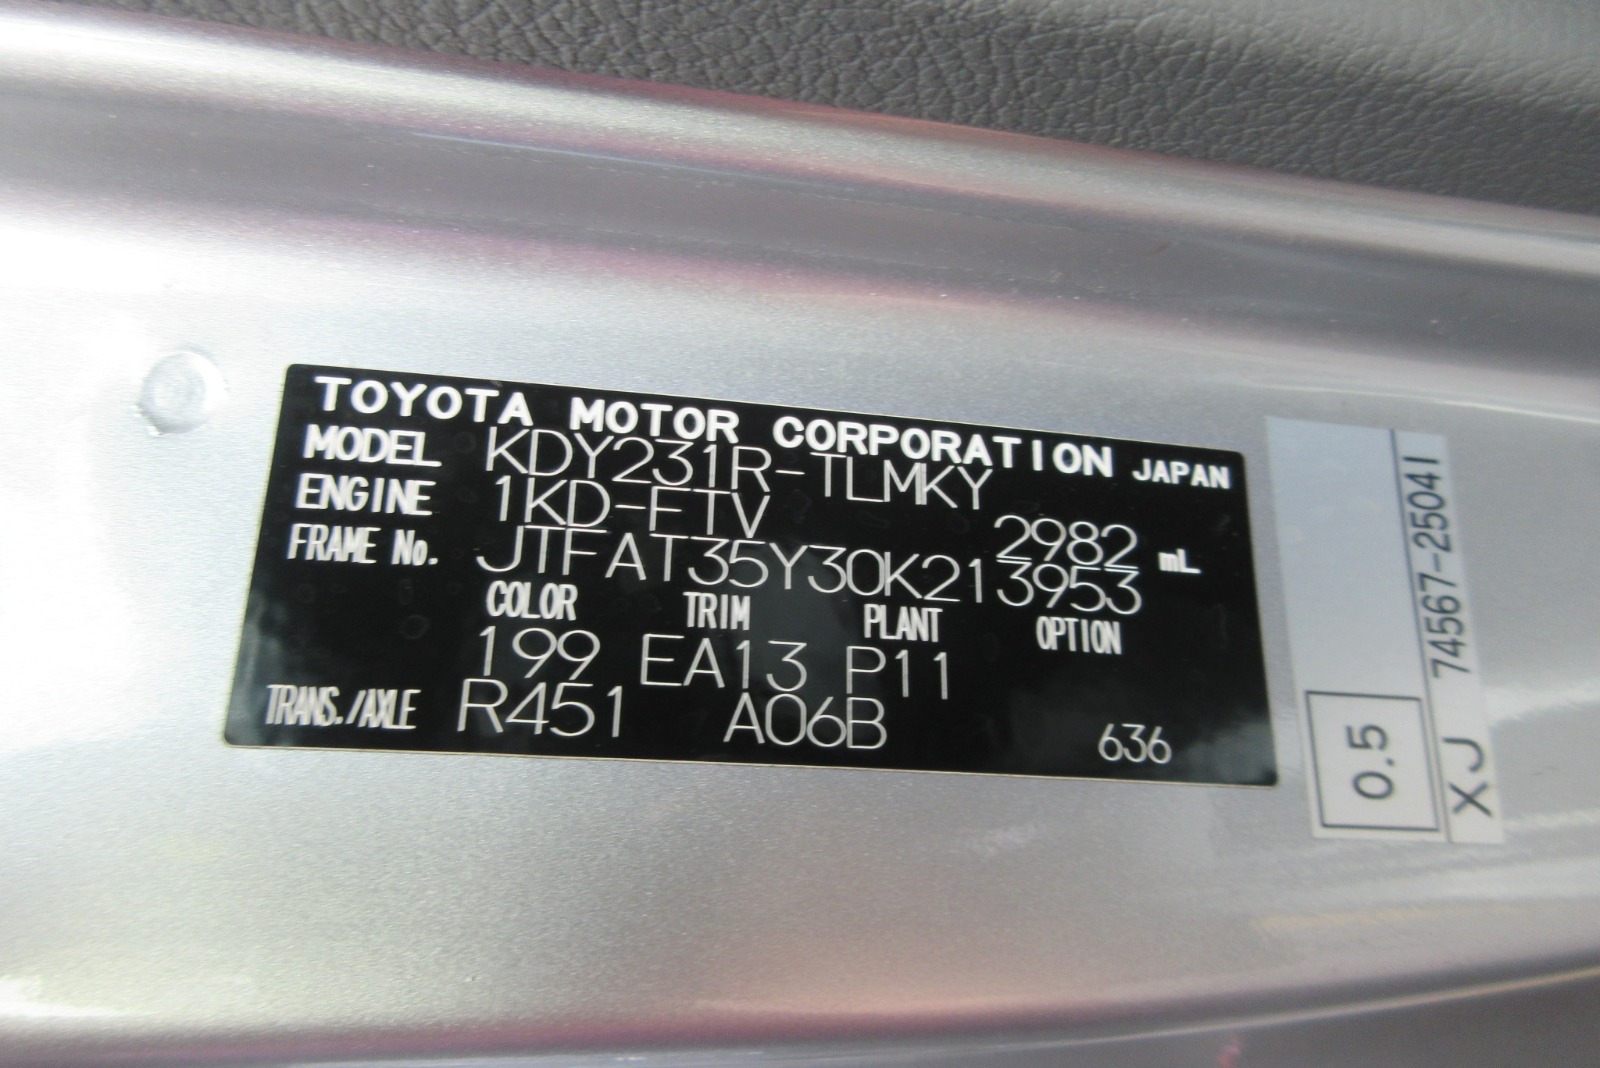 TOYOTA MOTOR CORPORATION JAPAN
MODEL KDY231R-TLMKY
ENGINE 1KD-FTV 2982 mL
FRAME No. JTFAT35Y30K213953
COLOR TRIM PLANT OPTION
199 EA13 P11
TRANS./AXLE R451 A06B 636
0.5
XJ 74567-25041